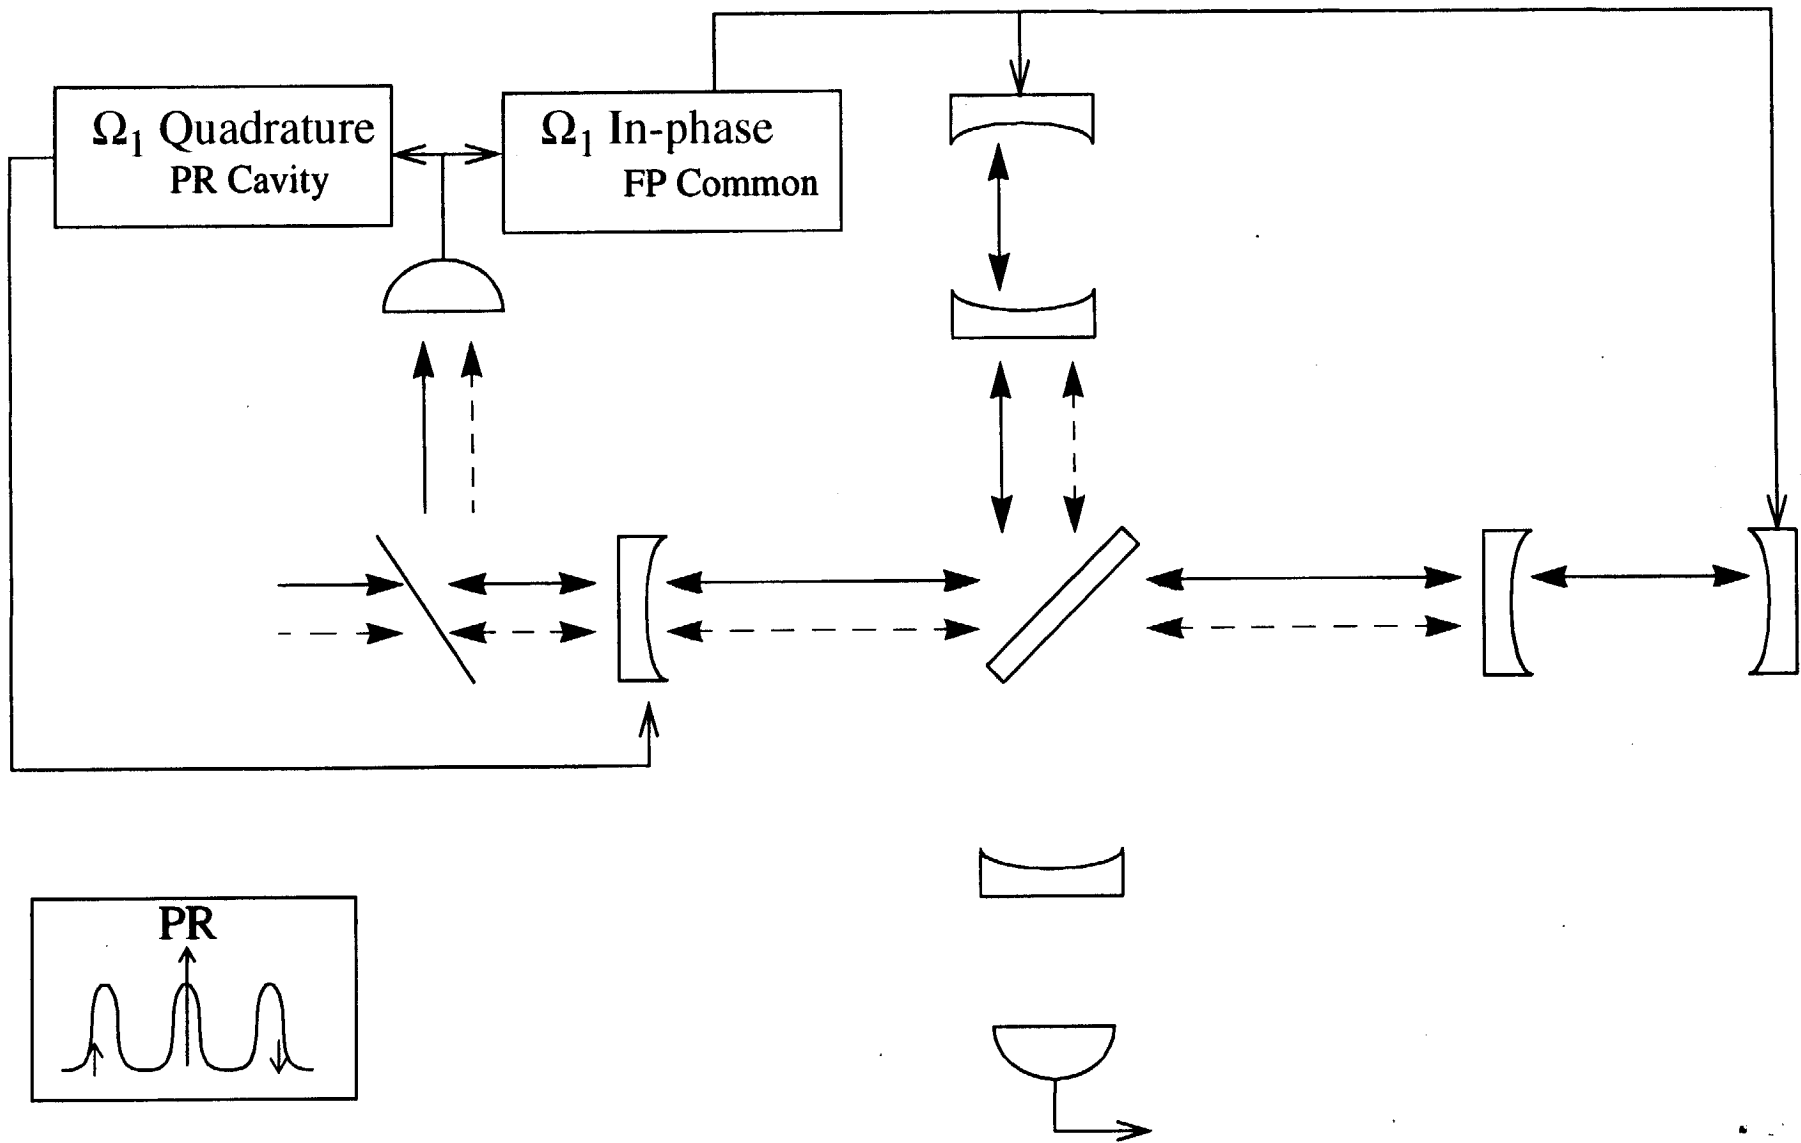 Ω₁ Quadrature
PR Cavity
Ω₁ In-phase
FP Common
PR